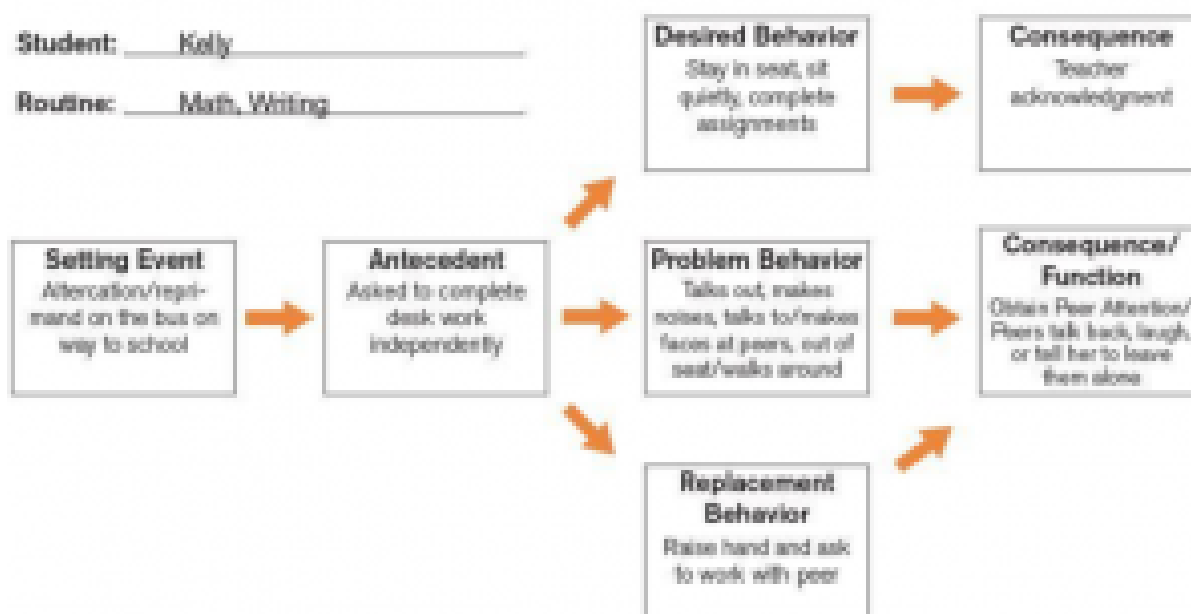 Student: Kelly
Routine: Math, Writing
Desired Behavior
Stay in seat, sit
quietly, complete
assignments
Consequence
Teacher
acknowledgment
Setting Event
Altercation/repri-
mand on the bus on
way to school
Antecedent
Asked to complete
desk work
independently
Problem Behavior
Talks out, makes
noises, talks to/makes
faces at peers, out of
seat/walks around
Consequence/
Function
Obtain Peer Attention/
Peers talk back, laugh,
or tell her to leave
them alone
Replacement
Behavior
Raise hand and ask
to work with peer